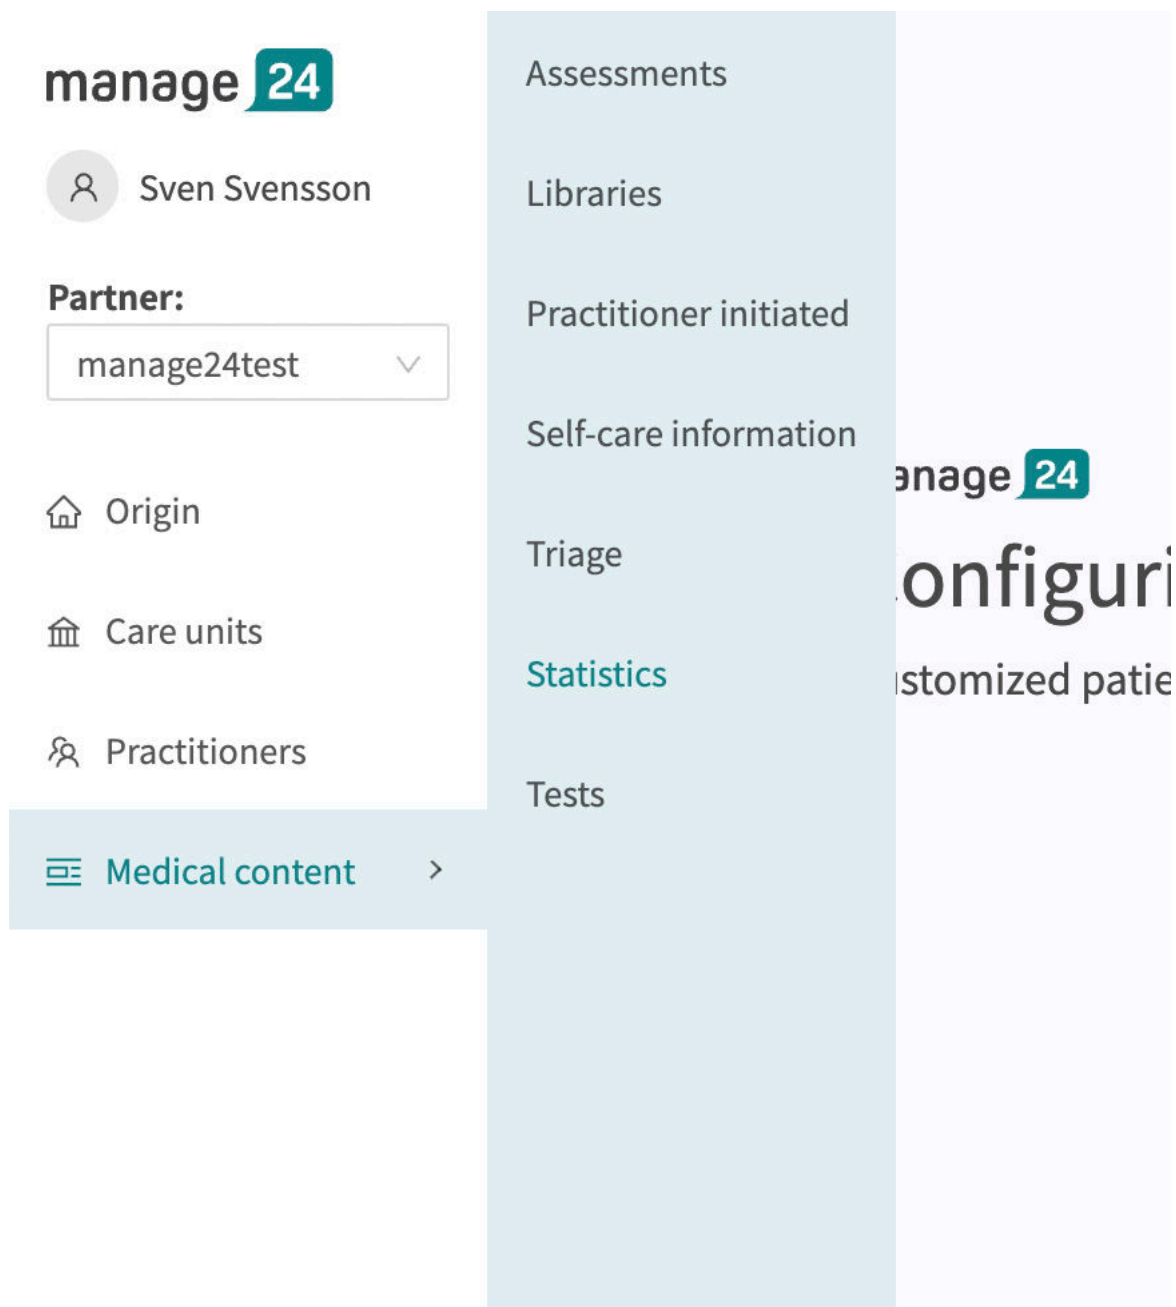 manage 24
Sven Svensson
Partner:
manage24test
Origin
Care units
Practitioners
Medical content
Assessments
Libraries
Practitioner initiated
Self-care information
Triage
Statistics
Tests
anage 24
onfiguri
stomized patie